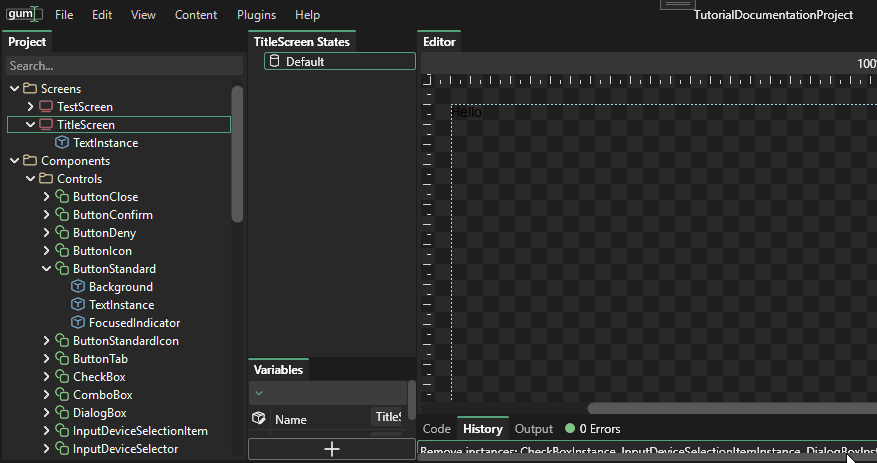 gum File Edit View Content Plugins Help TutorialDocumentationProject
Project
Search...
Screens
TestScreen
TitleScreen
TextInstance
Components
Controls
ButtonClose
ButtonConfirm
ButtonDeny
ButtonIcon
ButtonStandard
Background
TextInstance
FocusedIndicator
ButtonStandardIcon
ButtonTab
CheckBox
ComboBox
DialogBox
InputDeviceSelectionItem
InputDeviceSelector
TitleScreen States
Default
Variables
Name TitleS
Editor
100%
Hello
Code History Output 0 Errors
Remove instances: CheckBoxInstance, InputDeviceSelectionItemInstance, DialogBoxInst